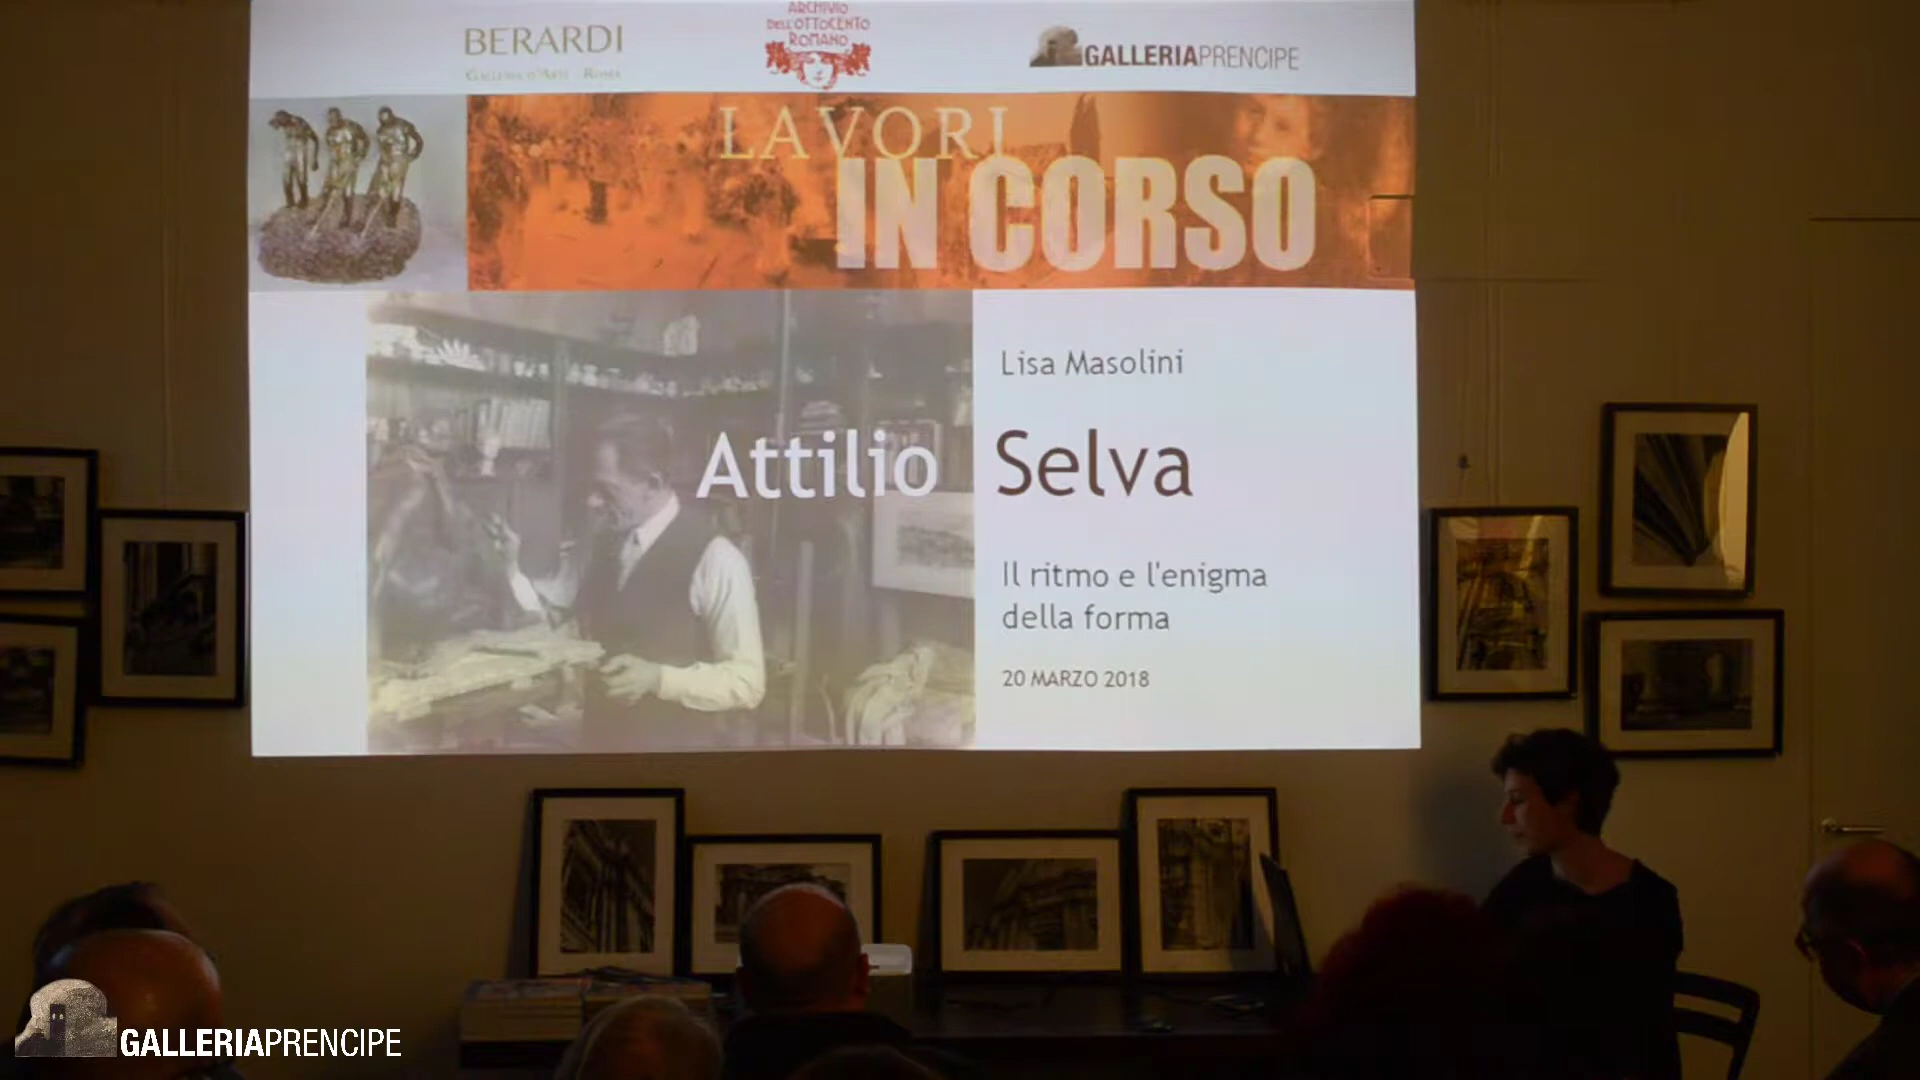 BERARDI
GALLERIA D'ARTE - ROMA
ARCHIVIO
DELL'OTTOCENTO
ROMANO
GALLERIAPRENCIPE
LAVORI
IN CORSO
Lisa Masolini
Attilio Selva
Il ritmo e l'enigma
della forma
20 MARZO 2018
GALLERIAPRENCIPE